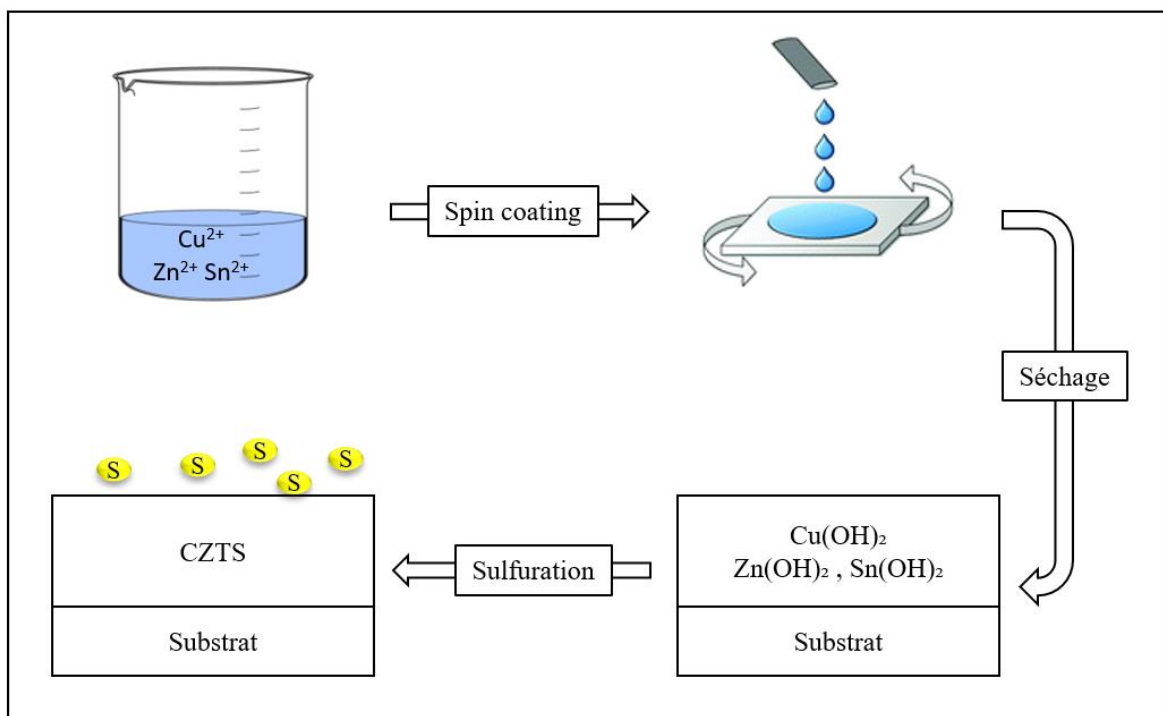 Cu²⁺
Zn²⁺ Sn²⁺
Spin coating
Séchage
Cu(OH)₂
Zn(OH)₂ , Sn(OH)₂
Substrat
Sulfuration
S
S
S
S
S
CZTS
Substrat